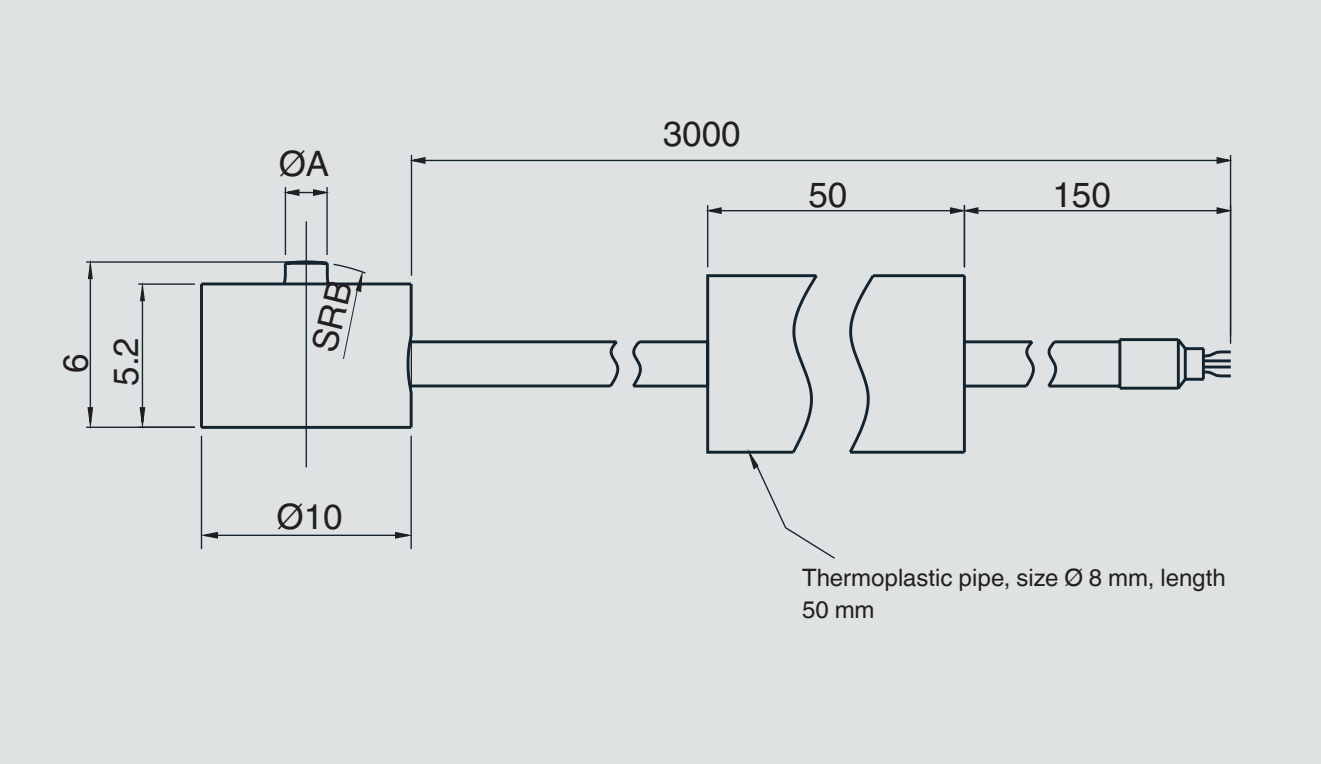 3000
ØA
50
150
SRB
6
5.2
Ø10
Thermoplastic pipe, size Ø 8 mm, length
50 mm